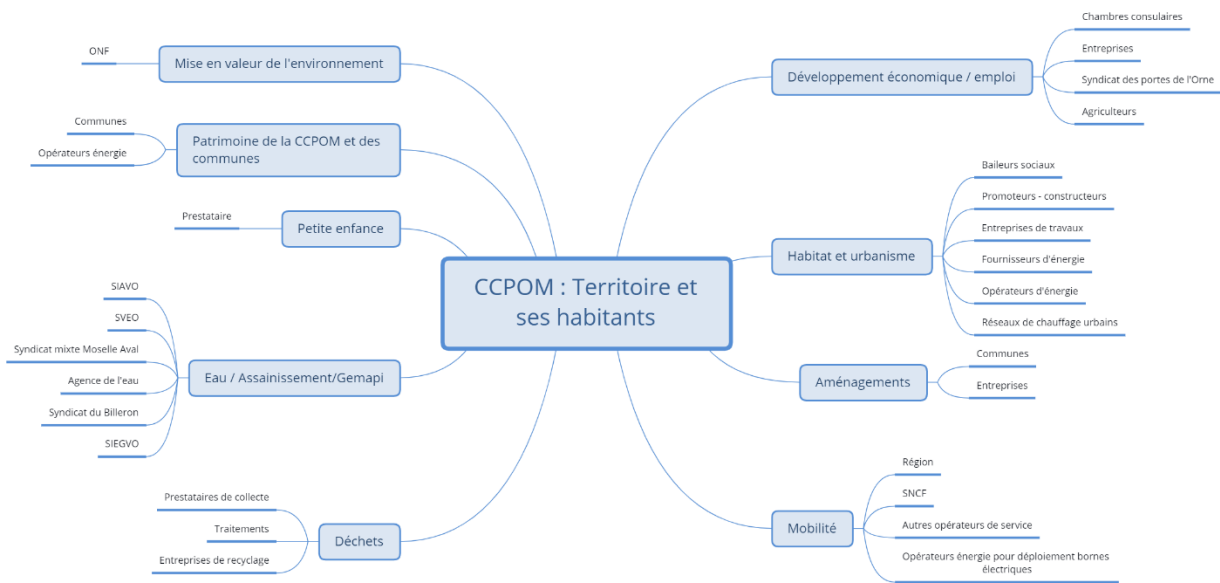 CCPOM : Territoire et
ses habitants
Mise en valeur de l'environnement
ONF
Patrimoine de la CCPOM et des
communes
Communes
Opérateurs énergie
Petite enfance
Prestataire
Eau / Assainissement/Gemapi
SIAVO
SVEO
Syndicat mixte Moselle Aval
Agence de l'eau
Syndicat du Billeron
SIEGVO
Déchets
Prestataires de collecte
Traitements
Entreprises de recyclage
Développement économique / emploi
Chambres consulaires
Entreprises
Syndicat des portes de l'Orne
Agriculteurs
Habitat et urbanisme
Baileurs sociaux
Promoteurs - constructeurs
Entreprises de travaux
Fournisseurs d'énergie
Opérateurs d'énergie
Réseaux de chauffage urbains
Aménagements
Communes
Entreprises
Mobilité
Région
SNCF
Autres opérateurs de service
Opérateurs énergie pour déploiement bornes
électriques